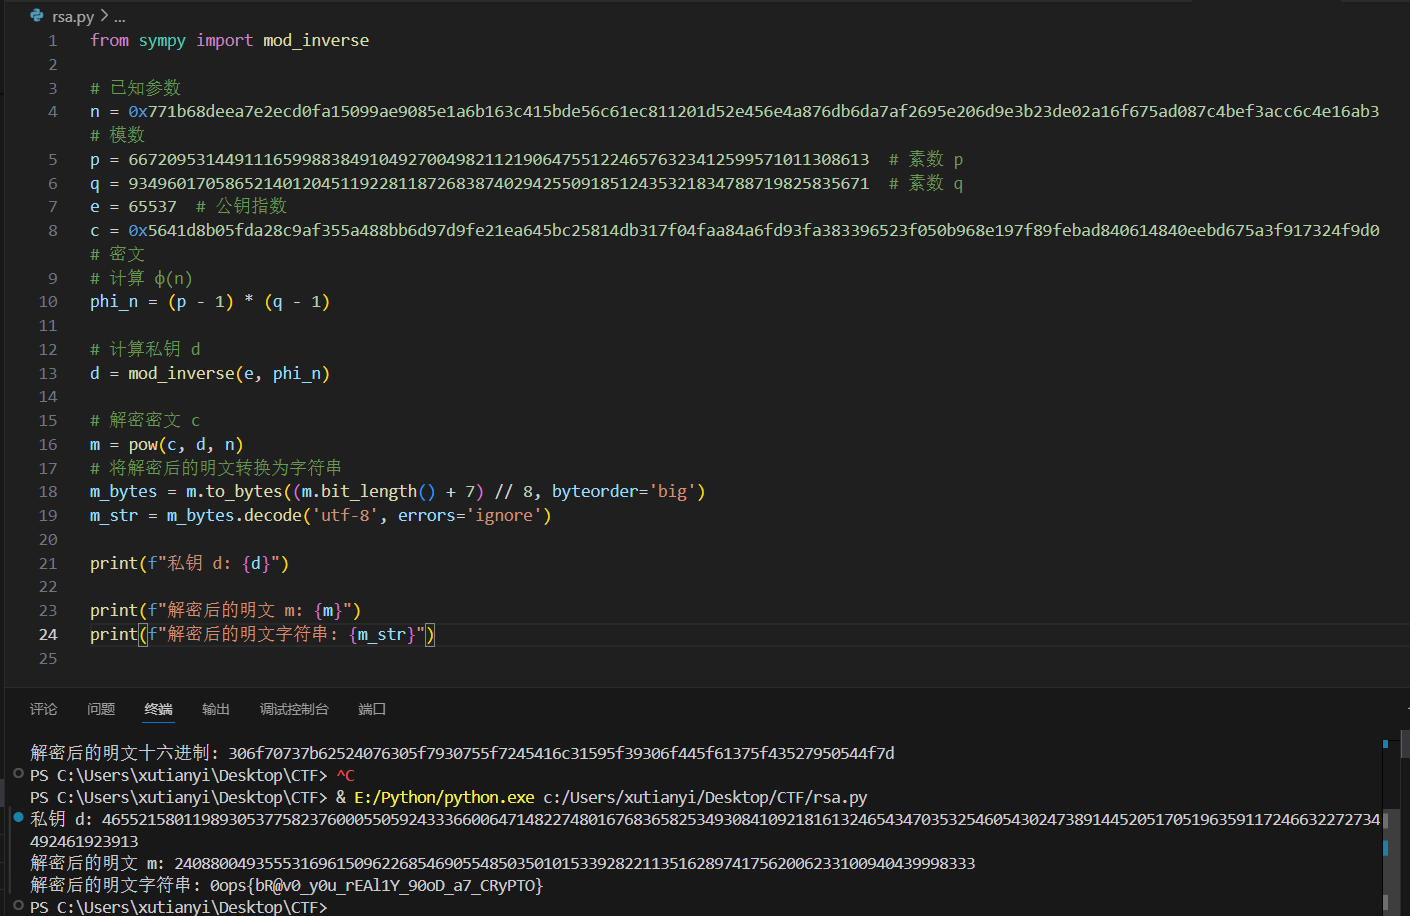 rsa.py > ...
1 from sympy import mod_inverse
2
3 # 已知参数
4 n = 0x771b68deea7e2ecd0fa15099ae9085e1a6b163c415bde56c61ec811201d52e456e4a876db6da7af2695e206d9e3b23de02a16f675ad087c4bef3acc6c4e16ab3
# 模数
5 p = 66720953144911165998838491049270049821121906475512246576323412599571011308613 # 素数 p
6 q = 93496017058652140120451192281187268387402942550918512435321834788719825835671 # 素数 q
7 e = 65537 # 公钥指数
8 c = 0x5641d8b05fda28c9af355a488bb6d97d9fe21ea645bc25814db317f04faa84a6fd93fa383396523f050b968e197f89febad840614840eebd675a3f917324f9d0
# 密文
9 # 计算 φ(n)
10 phi_n = (p - 1) * (q - 1)
11
12 # 计算私钥 d
13 d = mod_inverse(e, phi_n)
14
15 # 解密密文 c
16 m = pow(c, d, n)
17 # 将解密后的明文转换为字符串
18 m_bytes = m.to_bytes((m.bit_length() + 7) // 8, byteorder='big')
19 m_str = m_bytes.decode('utf-8', errors='ignore')
20
21 print(f"私钥 d: {d}")
22
23 print(f"解密后的明文 m: {m}")
24 print(f"解密后的明文字符串: {m_str}")
25
评论 问题 终端 输出 调试控制台 端口
解密后的明文十六进制: 306f70737b62524076305f7930755f7245416c31595f39306f445f61375f43527950544f7d
PS C:\Users\xutianyi\Desktop\CTF> ^C
PS C:\Users\xutianyi\Desktop\CTF> & E:/Python/python.exe c:/Users/xutianyi/Desktop/CTF/rsa.py
私钥 d: 46552158011989305377582376000550592433366006471482274801676836582534930841092181613246543470353254605430247389144520517051963591172466322727344
92461923913
解密后的明文 m: 2408800493555316961509622685469055485035010153392822113516289741756200623310094043999833​3
解密后的明文字符串: 0ops{bR@v0_y0u_rEAl1Y_90oD_a7_CRyPTO}
PS C:\Users\xutianyi\Desktop\CTF>